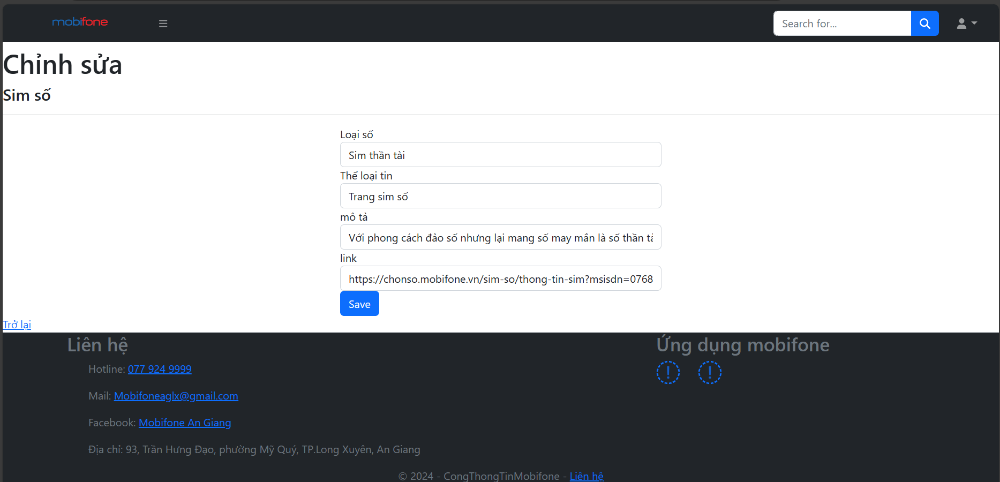 mobifone
Search for...
Chỉnh sửa
Sim số
Loại số
Sim thần tài
Thể loại tin
Trang sim số
mô tả
Với phong cách đảo số nhưng lại mang số may mắn là số thần
link
https://chonso.mobifone.vn/sim-so/thong-tin-sim?msisdn=0768
Save
Trở lại
Liên hệ
Hotline: 077 924 9999
Mail: Mobifoneaglx@gmail.com
Facebook: Mobifone An Giang
Địa chỉ: 93, Trần Hưng Đạo, phường Mỹ Quý, TP.Long Xuyên, An Giang
Ứng dụng mobifone
© 2024 - CongThongTinMobifone - Liên hệ